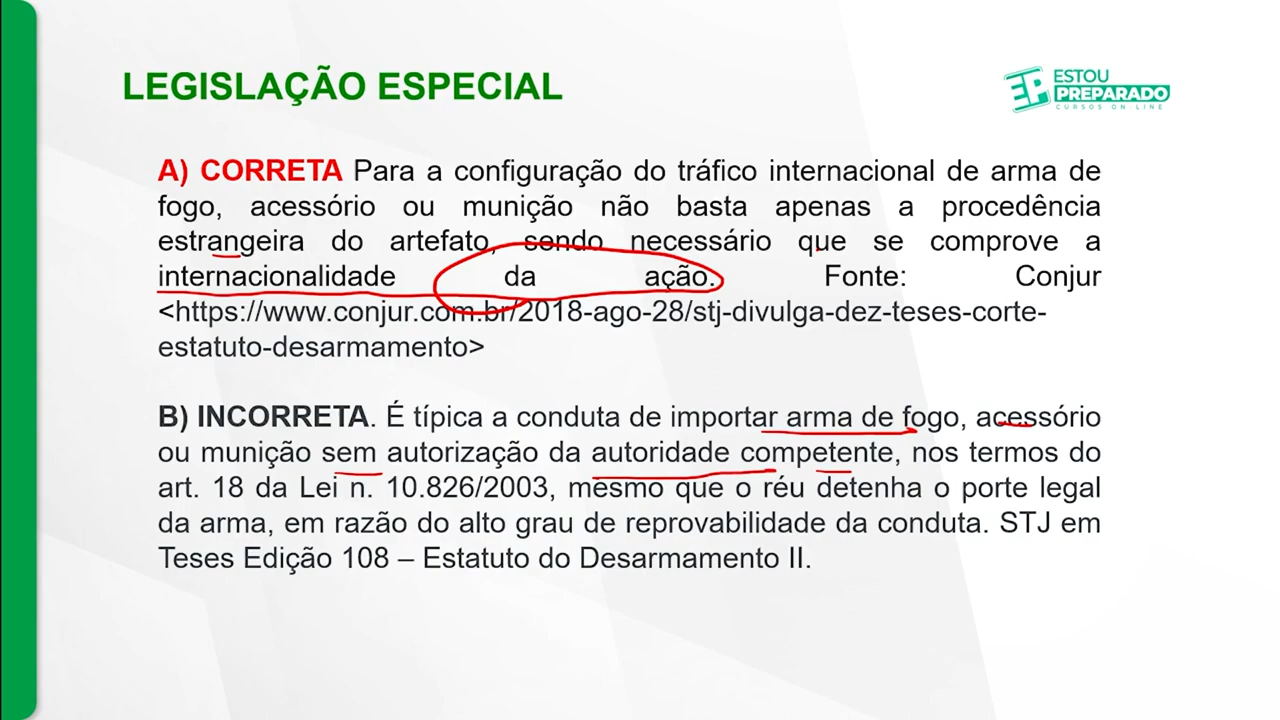 LEGISLAÇÃO ESPECIAL
ESTOU
PREPARADO
CURSOS ON LINE
A) CORRETA Para a configuração do tráfico internacional de arma de
fogo, acessório ou munição não basta apenas a procedência
estrangeira do artefato, sendo necessário que se comprove a
internacionalidade da ação. Fonte: Conjur
<https://www.conjur.com.br/2018-ago-28/stj-divulga-dez-teses-corte-
estatuto-desarmamento>
B) INCORRETA. É típica a conduta de importar arma de fogo, acessório
ou munição sem autorização da autoridade competente, nos termos do
art. 18 da Lei n. 10.826/2003, mesmo que o réu detenha o porte legal
da arma, em razão do alto grau de reprovabilidade da conduta. STJ em
Teses Edição 108 – Estatuto do Desarmamento II.